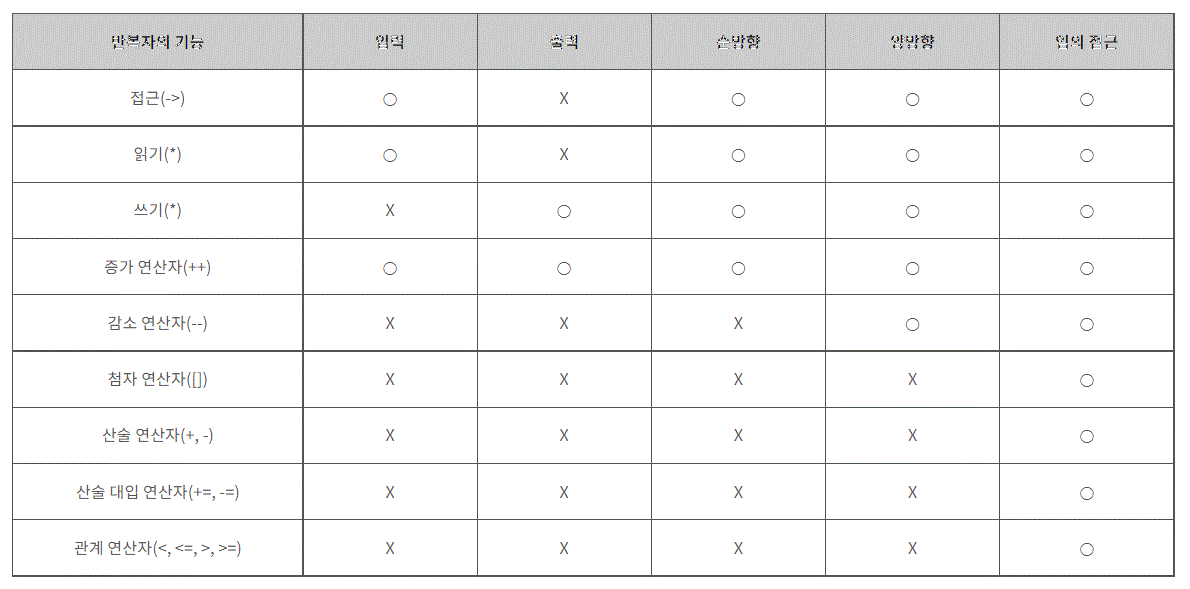 반복자의 기능 입력 출력 순방향 양방향 임의 접근
접근(->) ○ X ○ ○ ○
읽기(*) ○ X ○ ○ ○
쓰기(*) X ○ ○ ○ ○
증가 연산자(++) ○ ○ ○ ○ ○
감소 연산자(--) X X X ○ ○
첨자 연산자([]) X X X X ○
산술 연산자(+, -) X X X X ○
산술 대입 연산자(+=, -=) X X X X ○
관계 연산자(<, <=, >, >=) X X X X ○